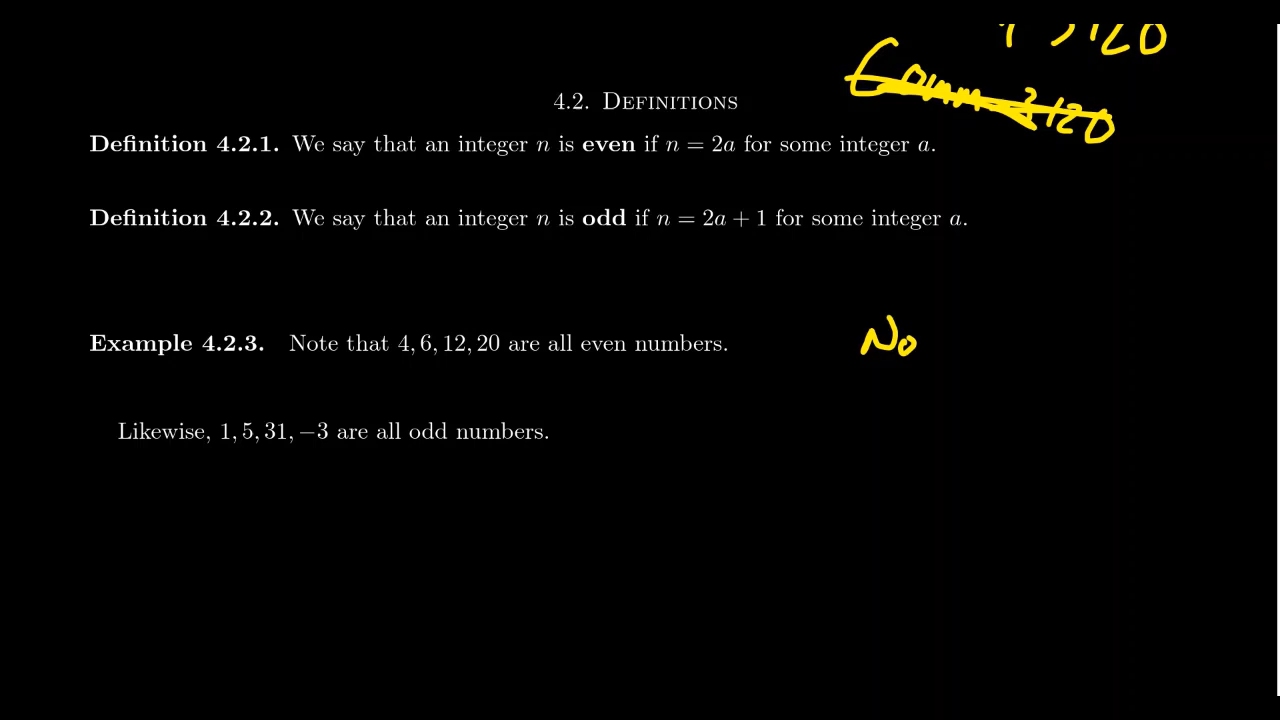 3120
Comm 3120
4.2. Definitions
Definition 4.2.1. We say that an integer n is even if n = 2a for some integer a.
Definition 4.2.2. We say that an integer n is odd if n = 2a + 1 for some integer a.
Example 4.2.3. Note that 4, 6, 12, 20 are all even numbers.
No
Likewise, 1, 5, 31, −3 are all odd numbers.